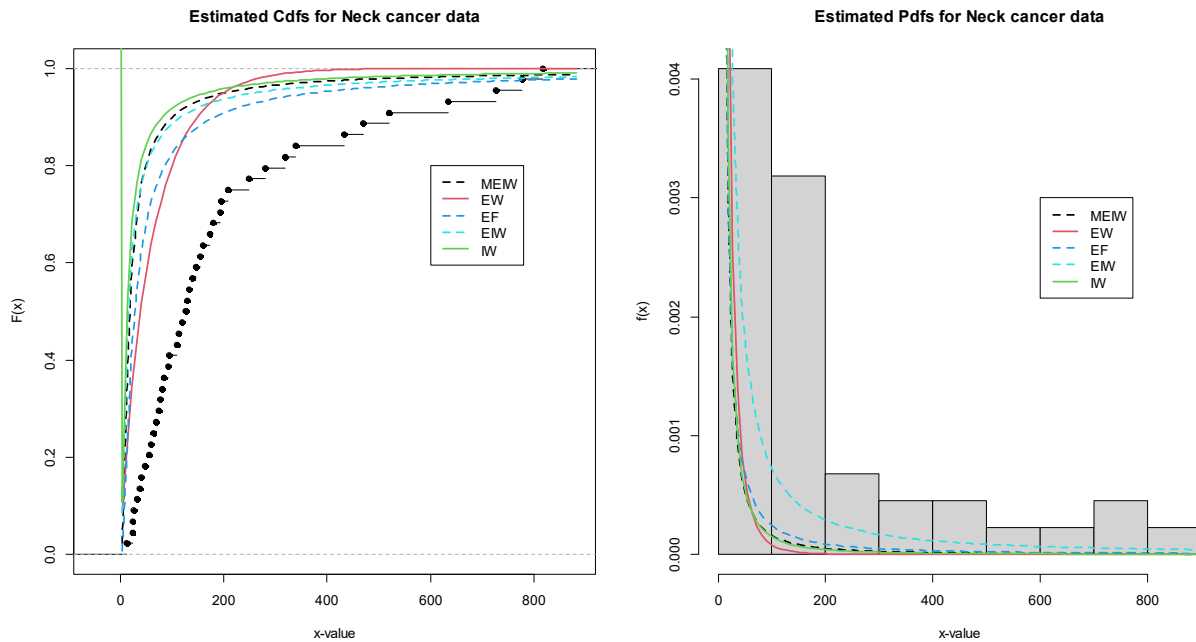 Estimated Cdfs for Neck cancer data
F(x)
1.0
0.8
0.6
0.4
0.2
0.0
MEIW
EW
EF
EIW
IW
0 200 400 600 800
x-value
Estimated Pdfs for Neck cancer data
f(x)
0.004
0.003
0.002
0.001
0.000
MEIW
EW
EF
EIW
IW
0 200 400 600 800
x-value